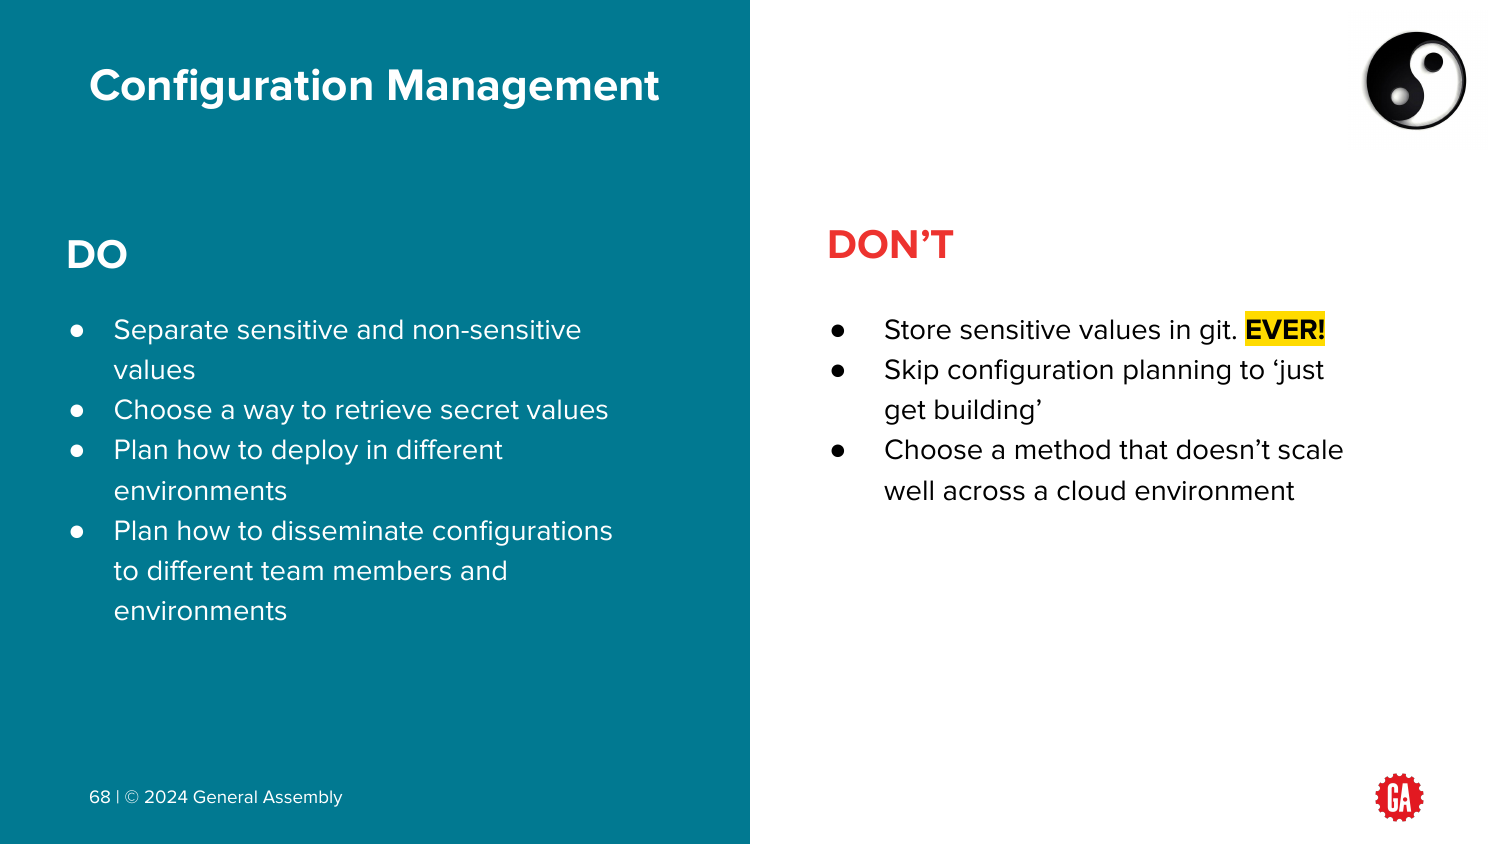 Configuration Management
DO
● Separate sensitive and non-sensitive
values
● Choose a way to retrieve secret values
● Plan how to deploy in different
environments
● Plan how to disseminate configurations
to different team members and
environments
DON’T
● Store sensitive values in git. EVER!
● Skip configuration planning to ‘just
get building’
● Choose a method that doesn’t scale
well across a cloud environment
68 | © 2024 General Assembly
GA